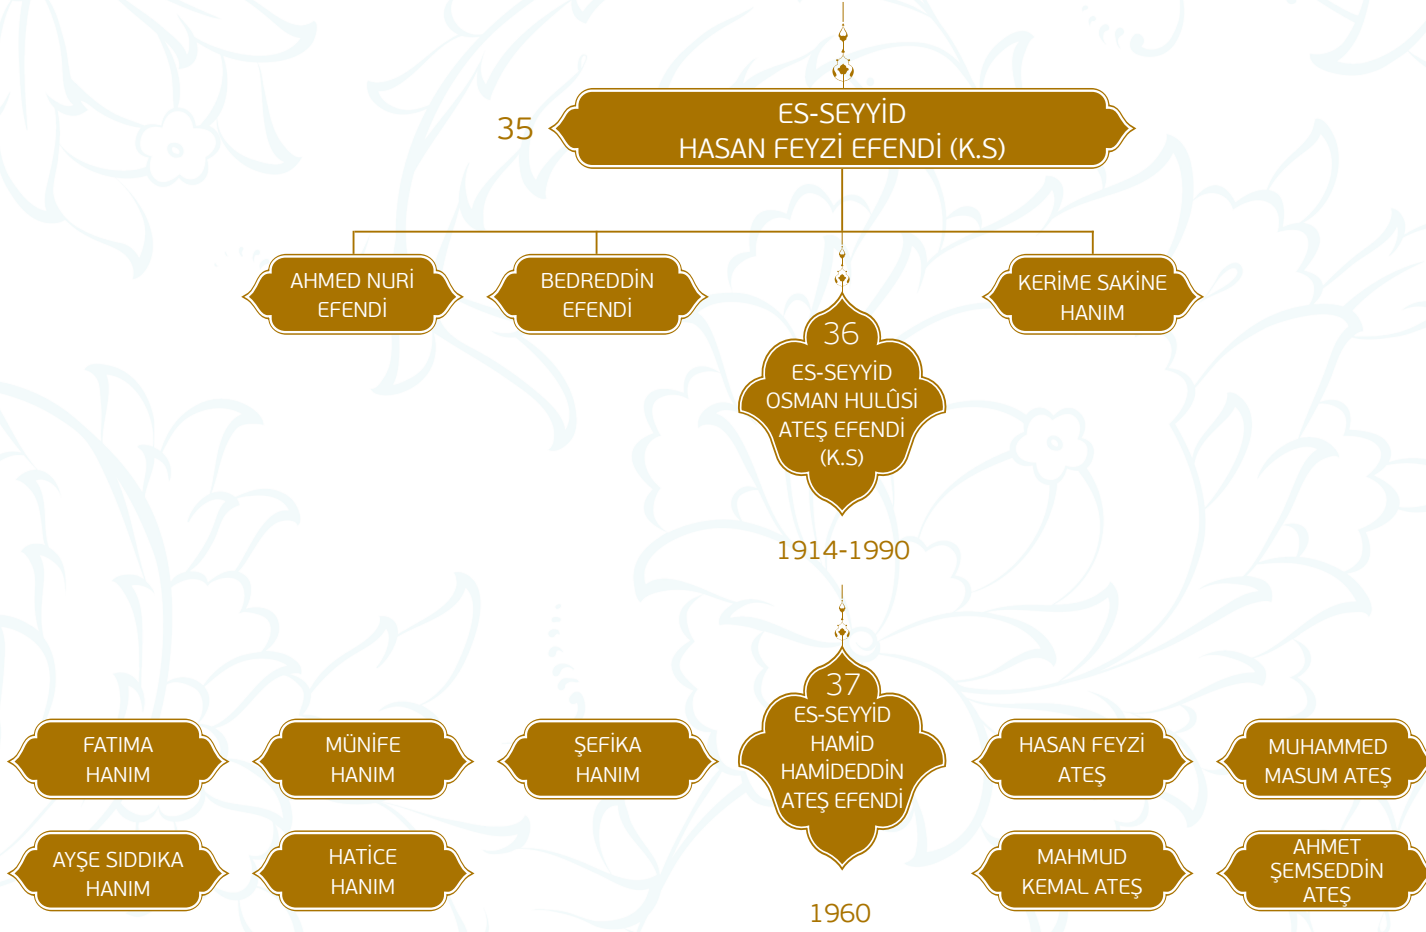 35
ES-SEYYİD
HASAN FEYZİ EFENDİ (K.S)
AHMED NURİ
EFENDİ
BEDREDDİN
EFENDİ
KERİME SAKİNE
HANIM
36
ES-SEYYİD
OSMAN HULÛSİ
ATEŞ EFENDİ
(K.S)
1914-1990
37
ES-SEYYİD
HAMİD
HAMİDEDDİN
ATEŞ EFENDİ
1960
FATIMA
HANIM
MÜNİFE
HANIM
ŞEFİKA
HANIM
HASAN FEYZİ
ATEŞ
MUHAMMED
MASUM ATEŞ
AYŞE SIDDIKA
HANIM
HATİCE
HANIM
MAHMUD
KEMAL ATEŞ
AHMET
ŞEMSEDDİN
ATEŞ